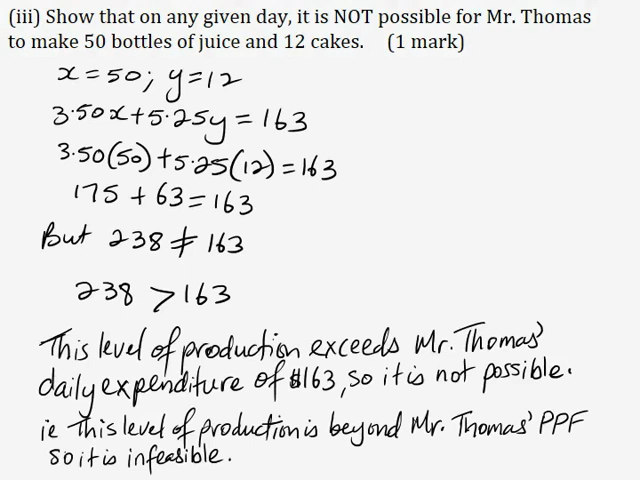 (iii) Show that on any given day, it is NOT possible for Mr. Thomas
to make 50 bottles of juice and 12 cakes. (1 mark)
x = 50; y = 12
3.50x + 5.25y = 163
3.50(50) + 5.25(12) = 163
175 + 63 = 163
But 238 ≠ 163
238 > 163
This level of production exceeds Mr. Thomas'
daily expenditure of $163, so it is not possible.
ie This level of production is beyond Mr. Thomas' PPF
so it is infeasible.